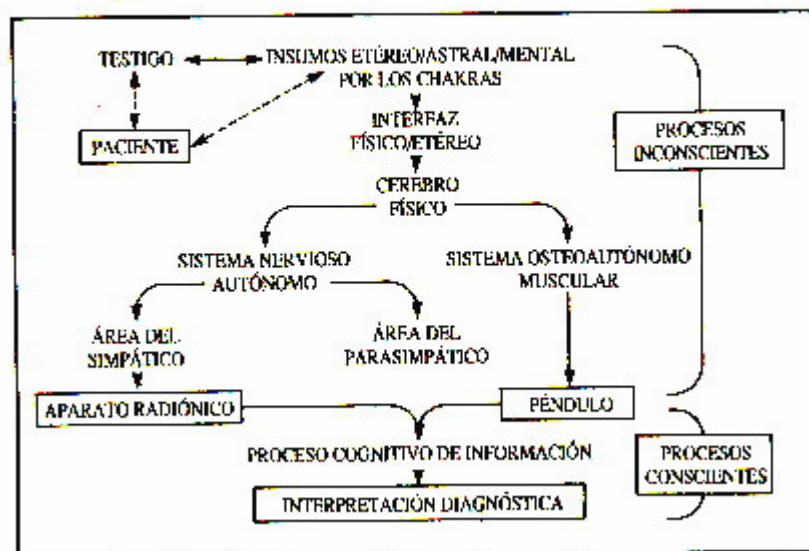 TESTIGO
INSUMOS ETÉREO/ASTRAL/MENTAL
POR LOS CHAKRAS
PACIENTE
INTERFAZ
FÍSICO/ETÉREO
PROCESOS
INCONSCIENTES
CEREBRO
FÍSICO
SISTEMA NERVIOSO
AUTÓNOMO
SISTEMA OSTEOAUTÓNOMO
MUSCULAR
ÁREA DEL
SIMPÁTICO
ÁREA DEL
PARASIMPÁTICO
APARATO RADIÓNICO
PÉNDULO
PROCESO COGNITIVO DE INFORMACIÓN
PROCESOS
CONSCIENTES
INTERPRETACIÓN DIAGNÓSTICA